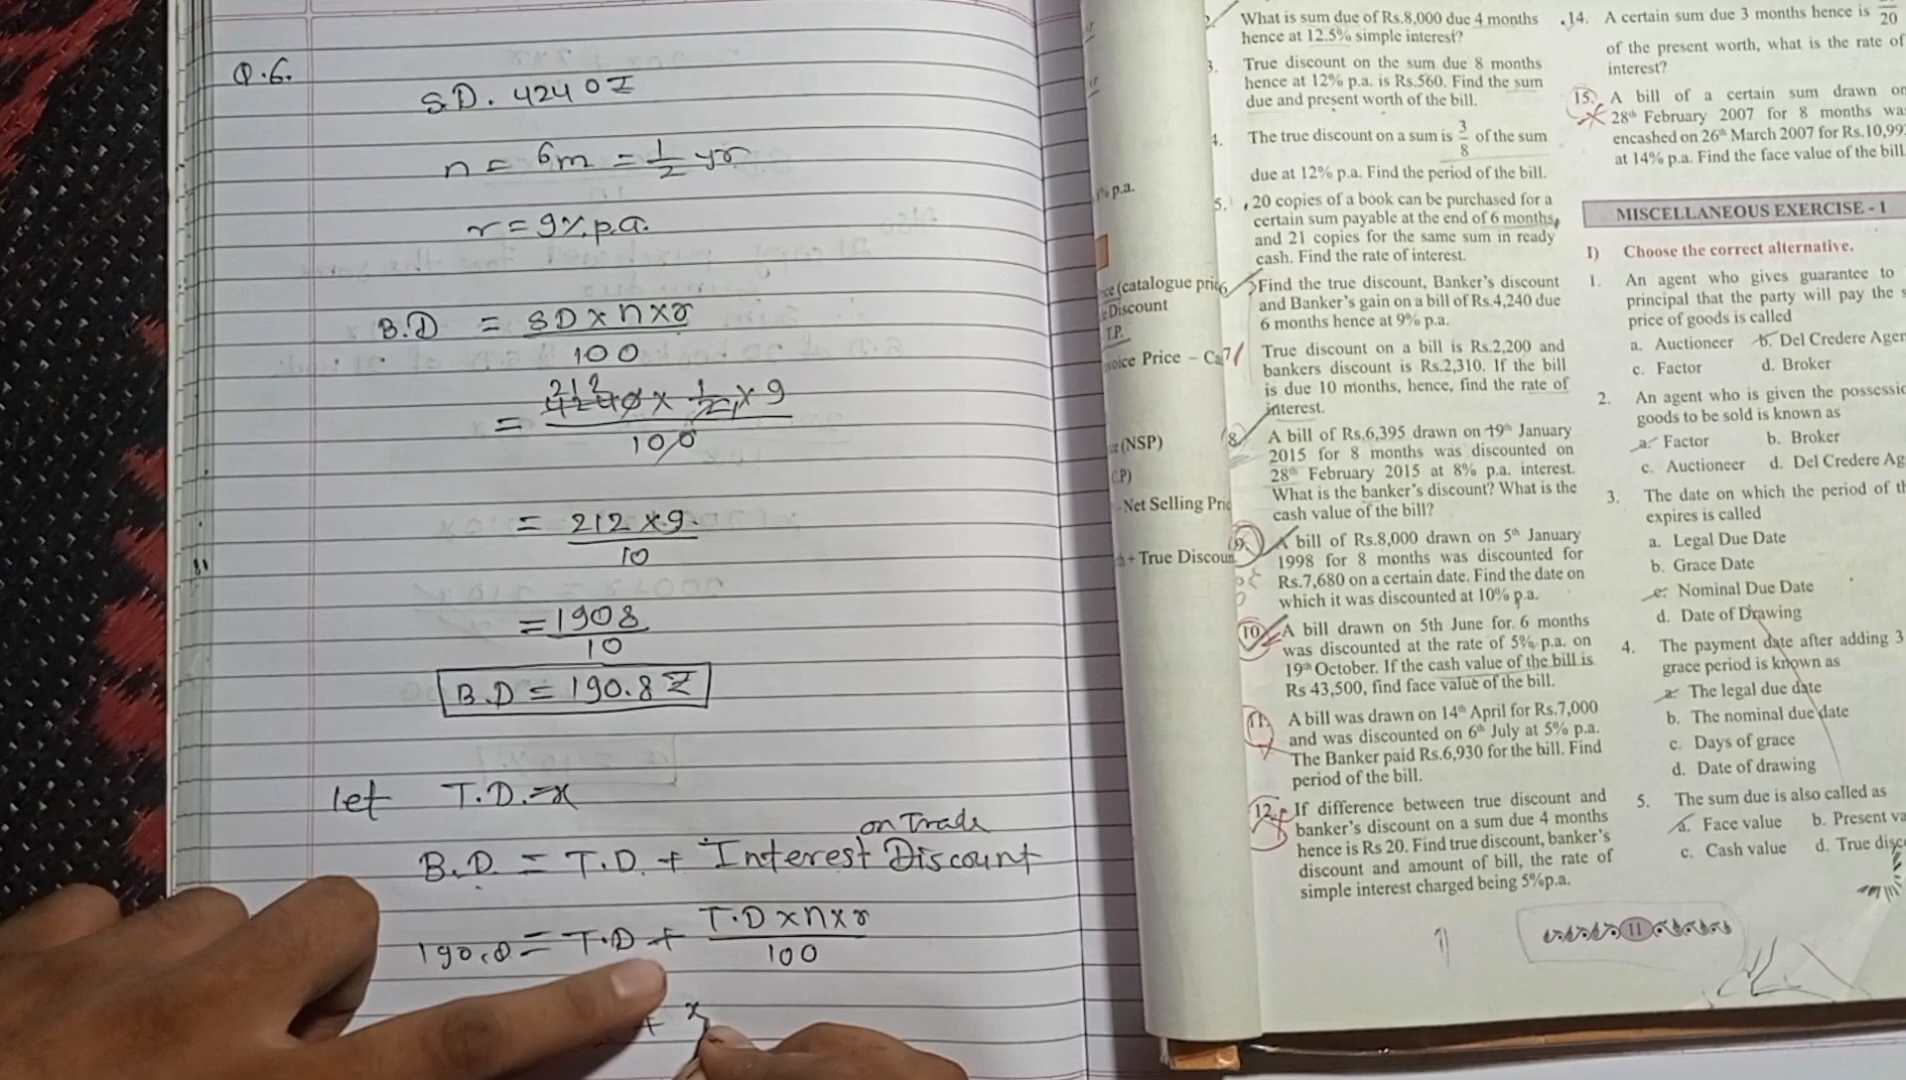 Q.6.
S.D. 4240 ₹
n = 6m = 1/2 yr
r = 9% p.a.
B.D = SD x n x r
100
= 4240 x 1/2 x 9
212
100
= 212 x 9.
10
= 1908
10
B.D = 190.8 ₹
let T.D. = x
on Trade
B.D. = T.D. + Interest Discount
190.8 = T.D + T.D x n x r
100
+ x
% p.a.
(catalogue pric
Discount
T.P.
Price – Ca
(NSP)
C.P)
Net Selling Pric
+ True Discoun
What is sum due of Rs.8,000 due 4 months
hence at 12.5% simple interest?
3. True discount on the sum due 8 months
hence at 12% p.a. is Rs.560. Find the sum
due and present worth of the bill.
4. The true discount on a sum is 3/8 of the sum
due at 12% p.a. Find the period of the bill.
5. 20 copies of a book can be purchased for a
certain sum payable at the end of 6 months,
and 21 copies for the same sum in ready
cash. Find the rate of interest.
6 Find the true discount, Banker's discount
and Banker's gain on a bill of Rs.4,240 due
6 months hence at 9% p.a.
7 True discount on a bill is Rs.2,200 and
bankers discount is Rs.2,310. If the bill
is due 10 months, hence, find the rate of
interest.
8. A bill of Rs.6,395 drawn on 19th January
2015 for 8 months was discounted on
28th February 2015 at 8% p.a. interest.
What is the banker's discount? What is the
cash value of the bill?
9. A bill of Rs.8,000 drawn on 5th January
1998 for 8 months was discounted for
Rs.7,680 on a certain date. Find the date on
which it was discounted at 10% p.a.
10. A bill drawn on 5th June for 6 months
was discounted at the rate of 5% p.a. on
19th October. If the cash value of the bill is
Rs 43,500, find face value of the bill.
11. A bill was drawn on 14th April for Rs.7,000
and was discounted on 6th July at 5% p.a.
The Banker paid Rs.6,930 for the bill. Find
period of the bill.
12. If difference between true discount and
banker's discount on a sum due 4 months
hence is Rs 20. Find true discount, banker's
discount and amount of bill, the rate of
simple interest charged being 5%p.a.
14. A certain sum due 3 months hence is
20
of the present worth, what is the rate of
interest?
15. A bill of a certain sum drawn on
28th February 2007 for 8 months was
encashed on 26th March 2007 for Rs.10,99
at 14% p.a. Find the face value of the bill.
MISCELLANEOUS EXERCISE - 1
I) Choose the correct alternative.
1. An agent who gives guarantee to
principal that the party will pay the s
price of goods is called
a. Auctioneer b. Del Credere Agen
c. Factor d. Broker
2. An agent who is given the possessio
goods to be sold is known as
a. Factor b. Broker
c. Auctioneer d. Del Credere Ag
3. The date on which the period of th
expires is called
a. Legal Due Date
b. Grace Date
c. Nominal Due Date
d. Date of Drawing
4. The payment date after adding 3
grace period is known as
a. The legal due date
b. The nominal due date
c. Days of grace
d. Date of drawing
5. The sum due is also called as
a. Face value b. Present va
c. Cash value d. True disc
11